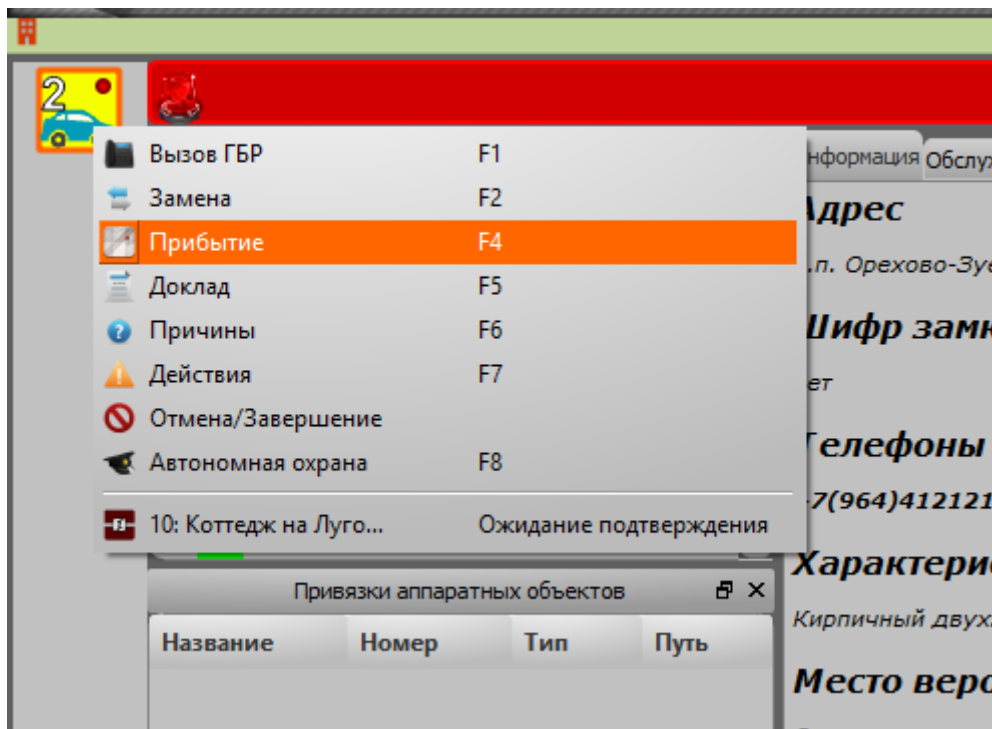 2
Вызов ГБР F1
Замена F2
Прибытие F4
Доклад F5
Причины F6
Действия F7
Отмена/Завершение
Автономная охрана F8
10: Коттедж на Луго... Ожидание подтверждения
нформация Обслуж
Адрес
.п. Орехово-Зуе
Шифр замк
ет
Телефоны
7(964)412121
Характери
Кирпичный двух
Место веро
Привязки аппаратных объектов
Название Номер Тип Путь